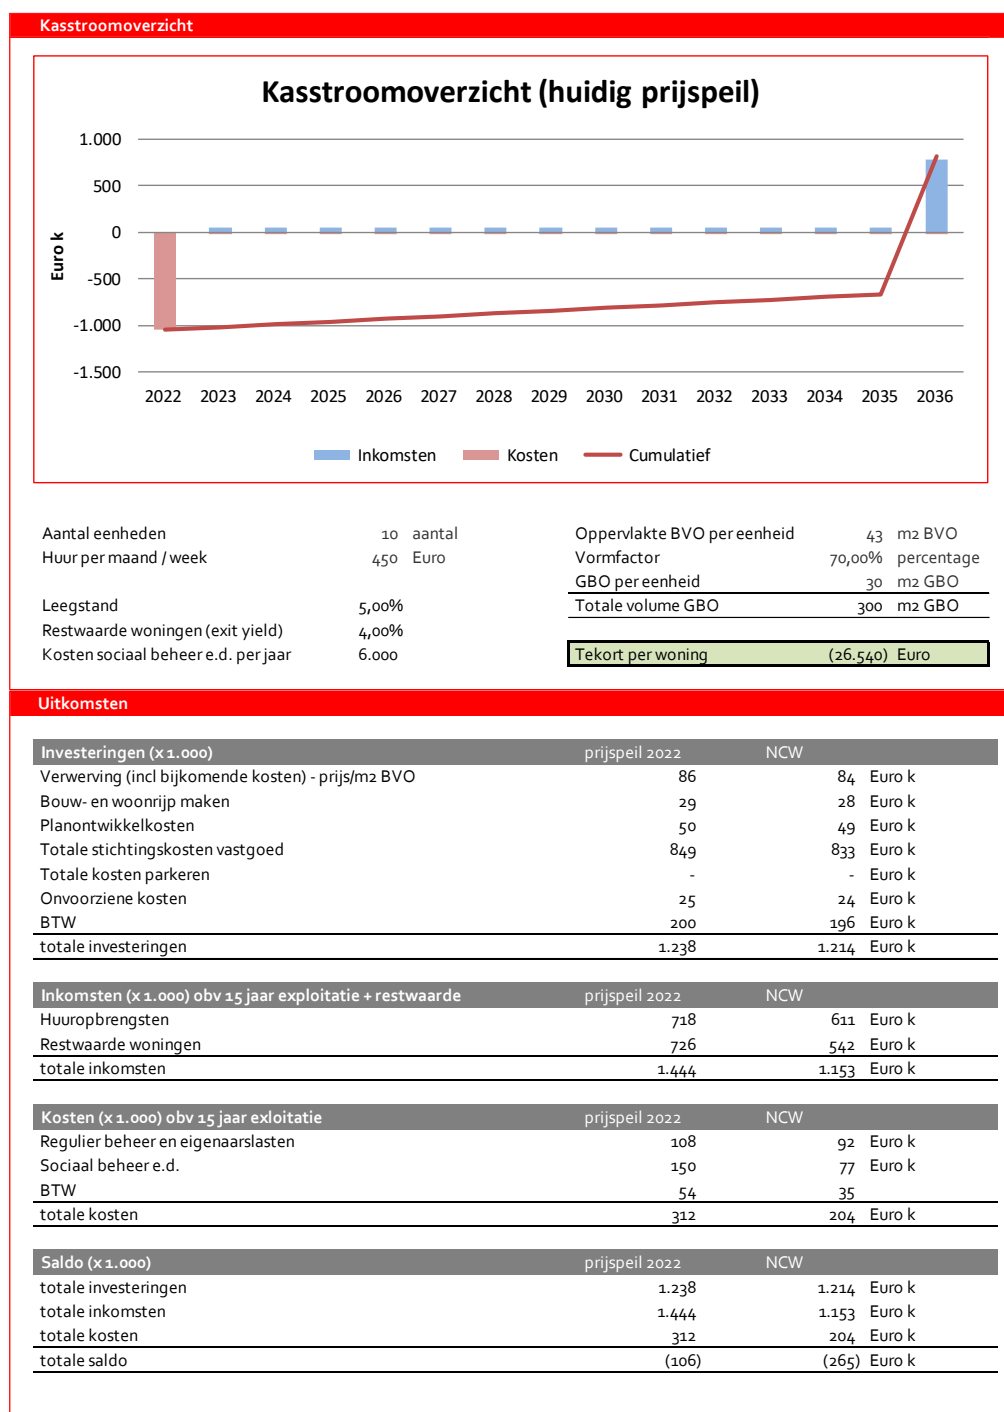 Kasstroomoverzicht
Kasstroomoverzicht (huidig prijspeil)
Euro k
1.000
500
0
-500
-1.000
-1.500
2022 2023 2024 2025 2026 2027 2028 2029 2030 2031 2032 2033 2034 2035 2036
Inkomsten Kosten Cumulatief
Aantal eenheden 10 aantal Oppervlakte BVO per eenheid 43 m2 BVO
Huur per maand / week 450 Euro Vormfactor 70,00% percentage
GBO per eenheid 30 m2 GBO
Leegstand 5,00% Totale volume GBO 300 m2 GBO
Restwaarde woningen (exit yield) 4,00%
Kosten sociaal beheer e.d. per jaar 6.000 Tekort per woning (26.540) Euro
Uitkomsten
Investeringen (x 1.000) prijspeil 2022 NCW
Verwerving (incl bijkomende kosten) - prijs/m2 BVO 86 84 Euro k
Bouw- en woonrijp maken 29 28 Euro k
Planontwikkelkosten 50 49 Euro k
Totale stichtingskosten vastgoed 849 833 Euro k
Totale kosten parkeren - - Euro k
Onvoorziene kosten 25 24 Euro k
BTW 200 196 Euro k
totale investeringen 1.238 1.214 Euro k
Inkomsten (x 1.000) obv 15 jaar exploitatie + restwaarde prijspeil 2022 NCW
Huuropbrengsten 718 611 Euro k
Restwaarde woningen 726 542 Euro k
totale inkomsten 1.444 1.153 Euro k
Kosten (x 1.000) obv 15 jaar exloitatie prijspeil 2022 NCW
Regulier beheer en eigenaarslasten 108 92 Euro k
Sociaal beheer e.d. 150 77 Euro k
BTW 54 35
totale kosten 312 204 Euro k
Saldo (x 1.000) prijspeil 2022 NCW
totale investeringen 1.238 1.214 Euro k
totale inkomsten 1.444 1.153 Euro k
totale kosten 312 204 Euro k
totale saldo (106) (265) Euro k